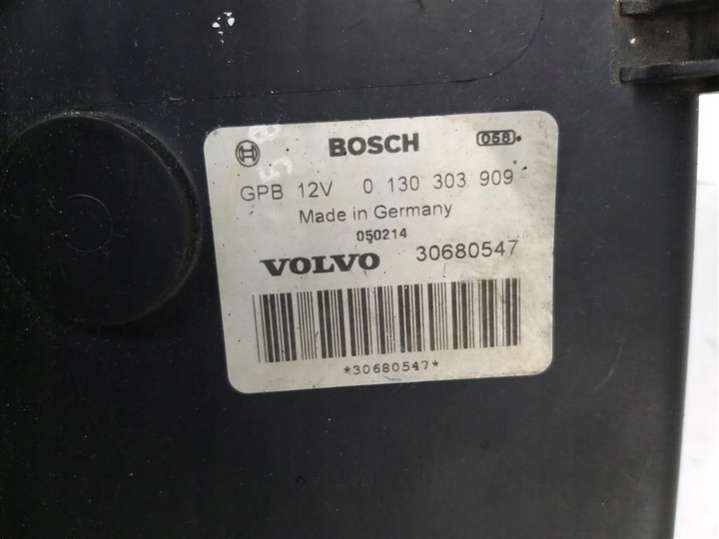 BOSCH 058
GPB 12V 0 130 303 909
Made in Germany
050214
VOLVO 30680547
*30680547*